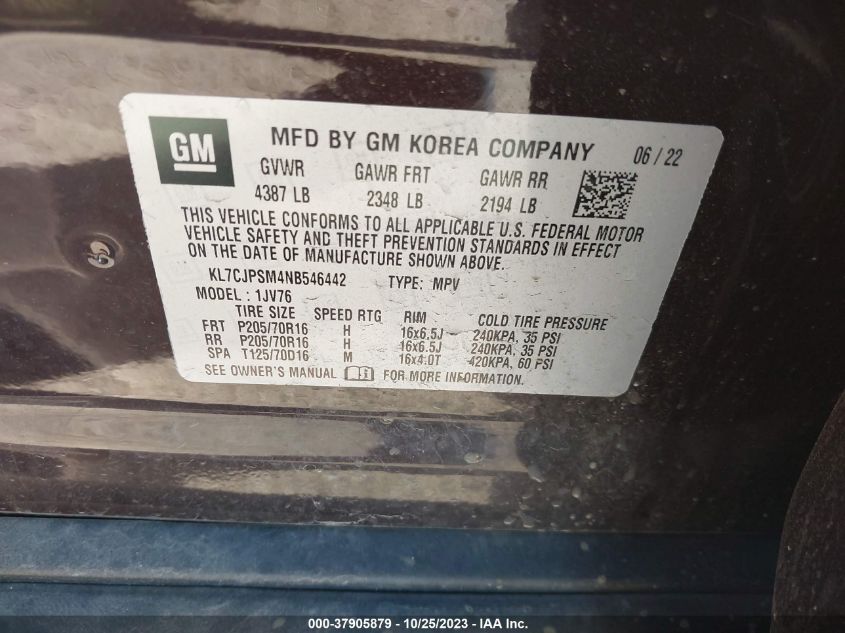 GM
MFD BY GM KOREA COMPANY 06 / 22
GVWR GAWR FRT GAWR RR
4387 LB 2348 LB 2194 LB
THIS VEHICLE CONFORMS TO ALL APPLICABLE U.S. FEDERAL MOTOR
VEHICLE SAFETY AND THEFT PREVENTION STANDARDS IN EFFECT
ON THE DATE OF MANUFACTURE SHOWN ABOVE.
KL7CJPSM4NB546442 TYPE: MPV
MODEL : 1JV76
TIRE SIZE SPEED RTG RIM COLD TIRE PRESSURE
FRT P205/70R16 H 16x6.5J 240KPA, 35 PSI
RR P205/70R16 H 16x6.5J 240KPA, 35 PSI
SPA T125/70D16 M 16x4.0T 420KPA, 60 PSI
SEE OWNER'S MANUAL FOR MORE INFORMATION.
000-37905879 - 10/25/2023 - IAA Inc.